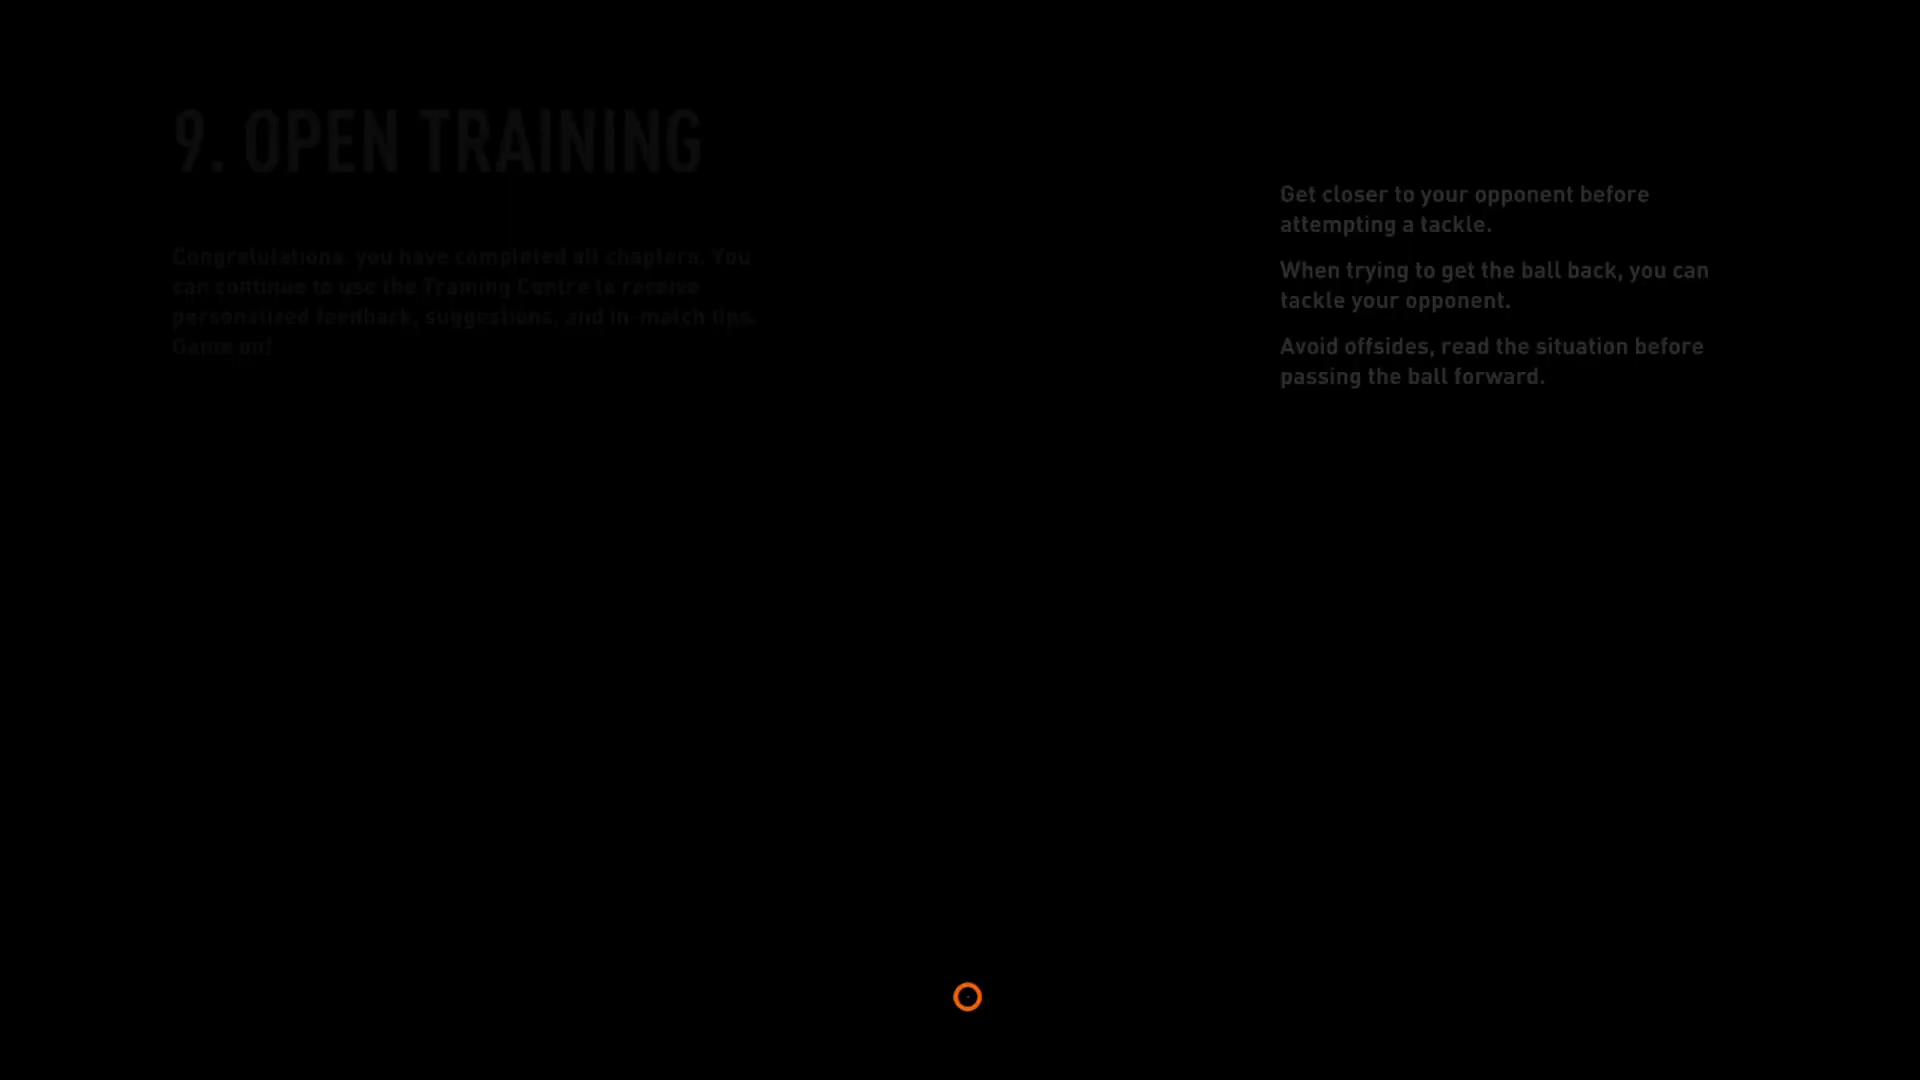 9. OPEN TRAINING
Congratulations, you have completed all chapters. You
can continue to use the Training Centre to receive
personalized feedback, suggestions, and in-match tips.
Game on!
Get closer to your opponent before
attempting a tackle.
When trying to get the ball back, you can
tackle your opponent.
Avoid offsides, read the situation before
passing the ball forward.